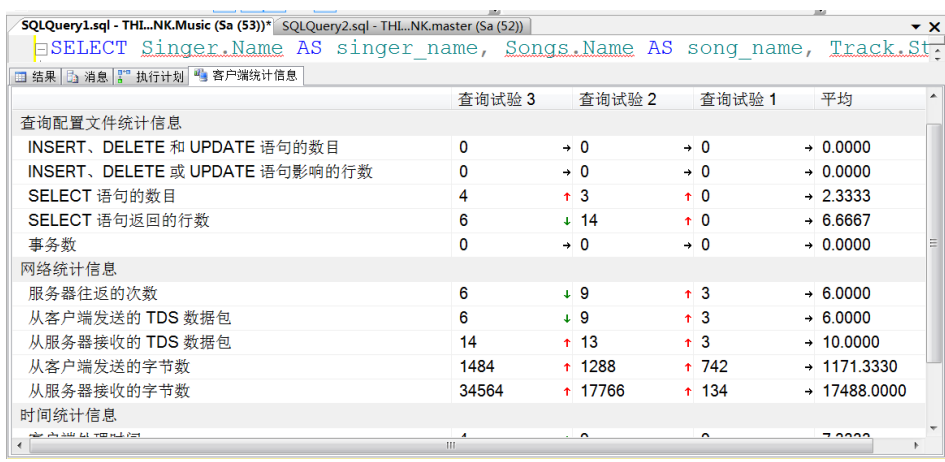 SQLQuery1.sql - THI...NK.Music (Sa (53))* SQLQuery2.sql - THI...NK.master (Sa (52))
SELECT Singer.Name AS singer_name, Songs.Name AS song_name, Track.St
结果 消息 执行计划 客户端统计信息
查询试验 3 查询试验 2 查询试验 1 平均
查询配置文件统计信息
INSERT、DELETE 和 UPDATE 语句的数目 0 → 0 → 0 → 0.0000
INSERT、DELETE 或 UPDATE 语句影响的行数 0 → 0 → 0 → 0.0000
SELECT 语句的数目 4 ↑ 3 ↑ 0 → 2.3333
SELECT 语句返回的行数 6 ↓ 14 ↑ 0 → 6.6667
事务数 0 → 0 → 0 → 0.0000
网络统计信息
服务器往返的次数 6 ↓ 9 ↑ 3 → 6.0000
从客户端发送的 TDS 数据包 6 ↓ 9 ↑ 3 → 6.0000
从服务器接收的 TDS 数据包 14 ↑ 13 ↑ 3 → 10.0000
从客户端发送的字节数 1484 ↑ 1288 ↑ 742 → 1171.3330
从服务器接收的字节数 34564 ↑ 17766 ↑ 134 → 17488.0000
时间统计信息